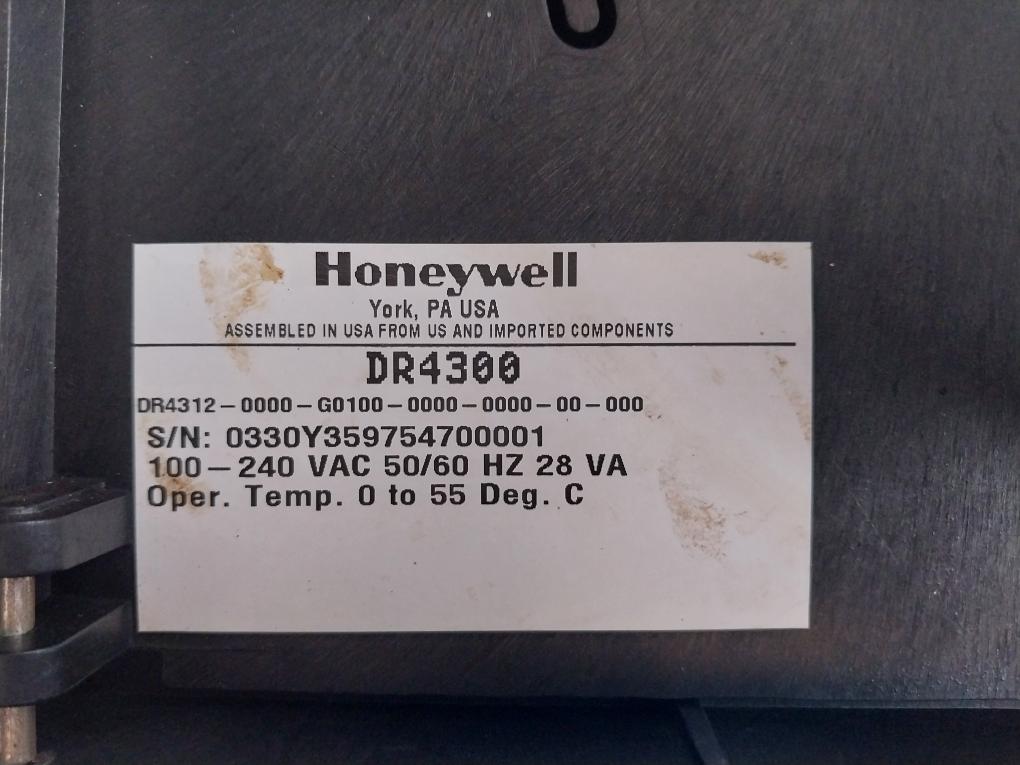 Honeywell
York, PA USA
ASSEMBLED IN USA FROM US AND IMPORTED COMPONENTS
DR4300
DR4312-0000-G0100-0000-0000-00-000
S/N: 0330Y359754700001
100-240 VAC 50/60 HZ 28 VA
Oper. Temp. 0 to 55 Deg. C